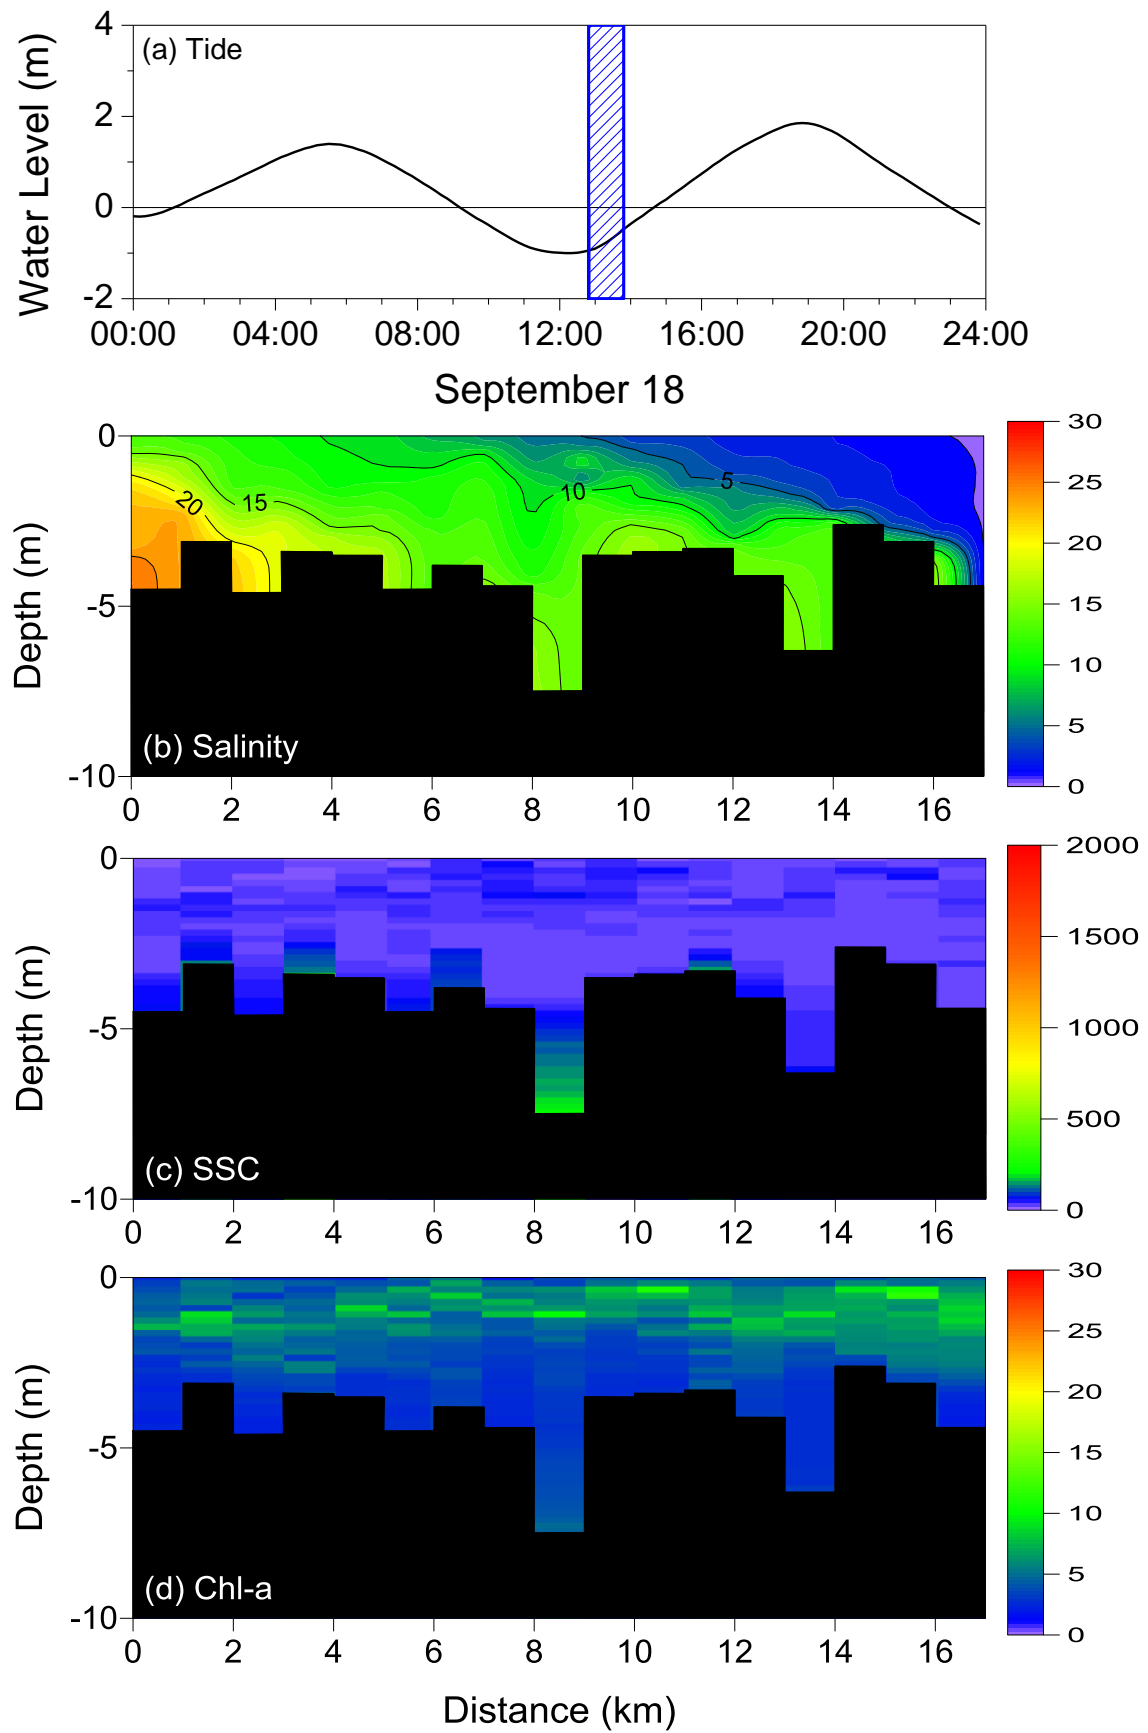 4
(a) Tide
2
0
-2
Water Level (m)
00:00 04:00 08:00 12:00 16:00 20:00 24:00
September 18
0
-5
-10
Depth (m)
20
15
10
5
(b) Salinity
0 2 4 6 8 10 12 14 16
30
25
20
15
10
5
0
0
-5
-10
Depth (m)
(c) SSC
0 2 4 6 8 10 12 14 16
2000
1500
1000
500
0
0
-5
-10
Depth (m)
(d) Chl-a
0 2 4 6 8 10 12 14 16
30
25
20
15
10
5
0
Distance (km)